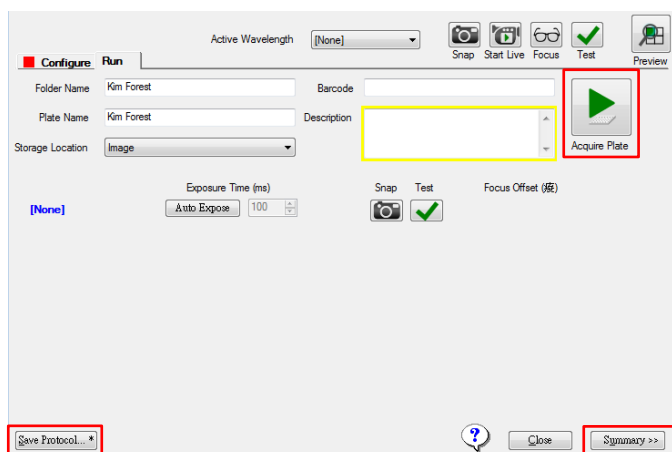 Active Wavelength [None]
Snap Start Live Focus Test Preview
Configure Run
Folder Name Kim Forest Barcode
Plate Name Kim Forest Description
Storage Location Image Acquire Plate
Exposure Time (ms) Snap Test Focus Offset (癡)
[None] Auto Expose 100
Save Protocol... * ? Close Summary >>